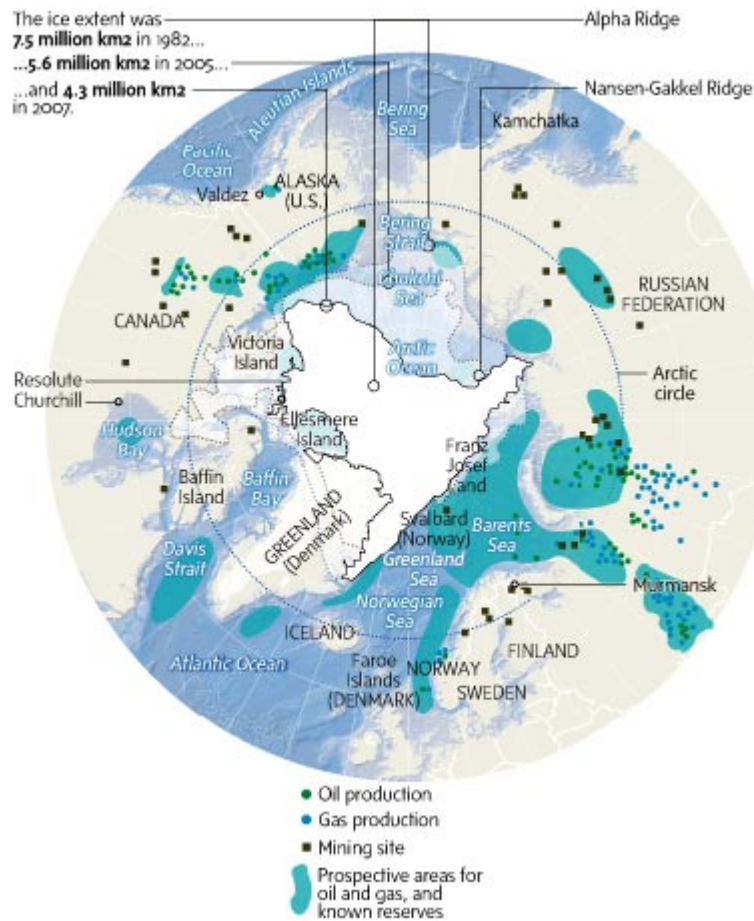 The ice extent was
7.5 million km2 in 1982...
...5.6 million km2 in 2005...
...and 4.3 million km2
in 2007.
Alpha Ridge
Nansen-Gakkel Ridge
Aleutian Islands
Bering
Sea
Kamchatka
Pacific
Ocean
Valdez
ALASKA
(U.S.)
Bering
Strait
Chukchi
Sea
RUSSIAN
FEDERATION
CANADA
Victoria
Island
Arctic
Ocean
Arctic
circle
Resolute
Churchill
Ellesmere
Island
Hudson
Bay
Baffin
Island
Baffin
Bay
Franz
Josef Land
GREENLAND
(Denmark)
Svalbard
(Norway)
Barents
Sea
Greenland
Sea
Davis
Strait
Norwegian
Sea
Murmansk
ICELAND
FINLAND
Atlantic Ocean
Faroe
Islands
(DENMARK)
NORWAY
SWEDEN
Oil production
Gas production
Mining site
Prospective areas for
oil and gas, and
known reserves